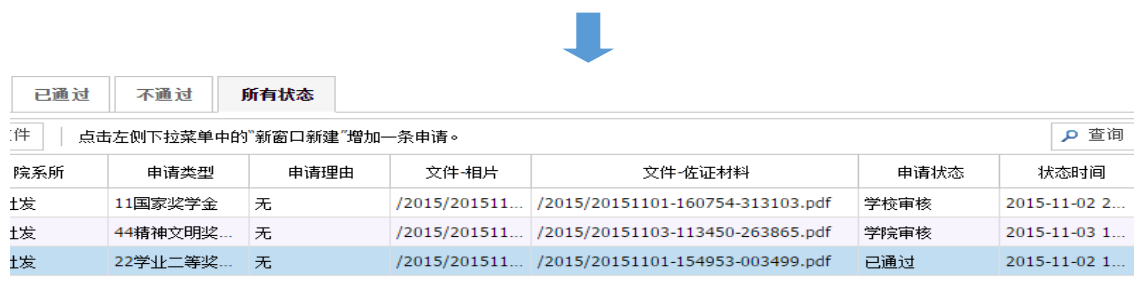 已通过 不通过 所有状态
件 点击左侧下拉菜单中的"新窗口新建"增加一条申请。 查询
院系所 申请类型 申请理由 文件-相片 文件-佐证材料 申请状态 状态时间
发 11国家奖学金 无 /2015/201511... /2015/20151101-160754-313103.pdf 学校审核 2015-11-02 2...
发 44精神文明奖... 无 /2015/201511... /2015/20151103-113450-263865.pdf 学院审核 2015-11-03 1...
发 22学业二等奖... 无 /2015/201511... /2015/20151101-154953-003499.pdf 已通过 2015-11-02 1...